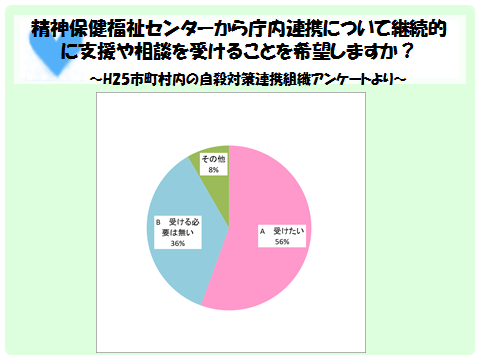 精神保健福祉センターから庁内連携について継続的
に支援や相談を受けることを希望しますか？
～H25市町村内の自殺対策連携組織アンケートより～
その他
8%
B　受ける必
要は無い
36%
A　受けたい
56%